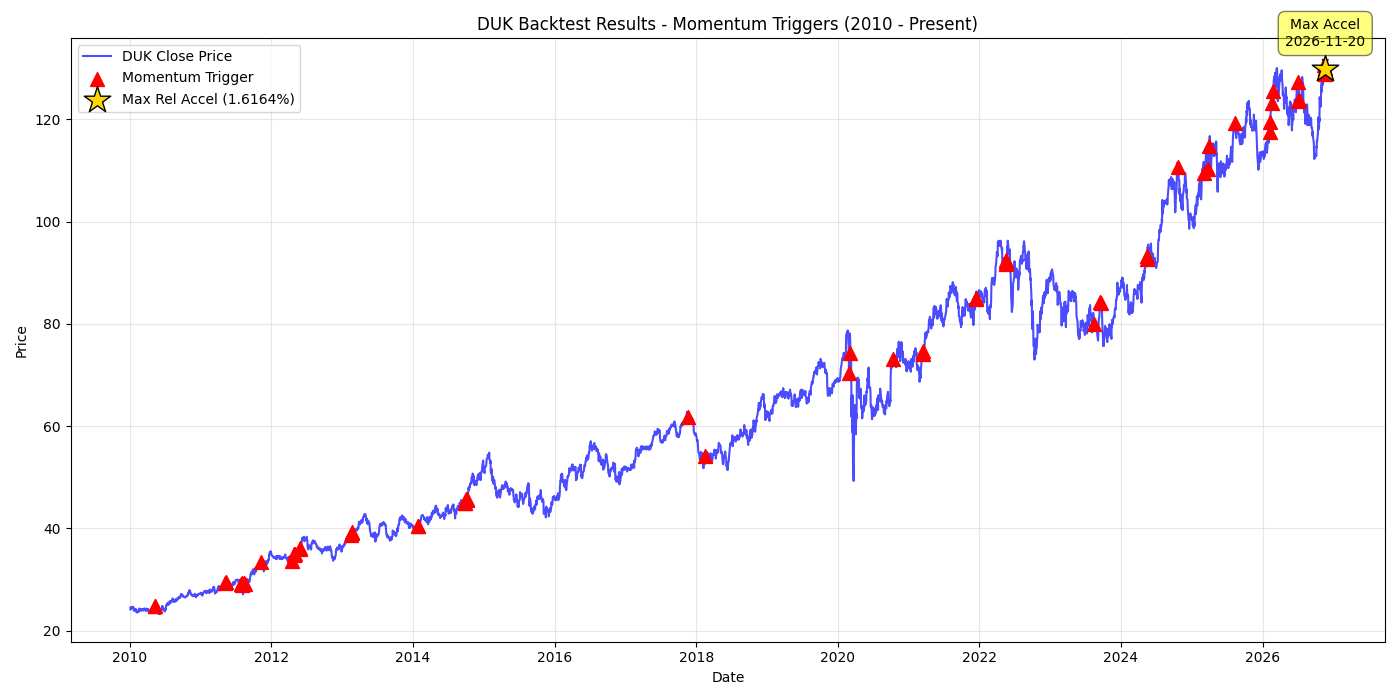 DUK Backtest Results - Momentum Triggers (2010 - Present)
Max Accel
2026-11-20
DUK Close Price
Momentum Trigger
Max Rel Accel (1.6164%)
Price
120
100
80
60
40
20
2010
2012
2014
2016
2018
2020
2022
2024
2026
Date